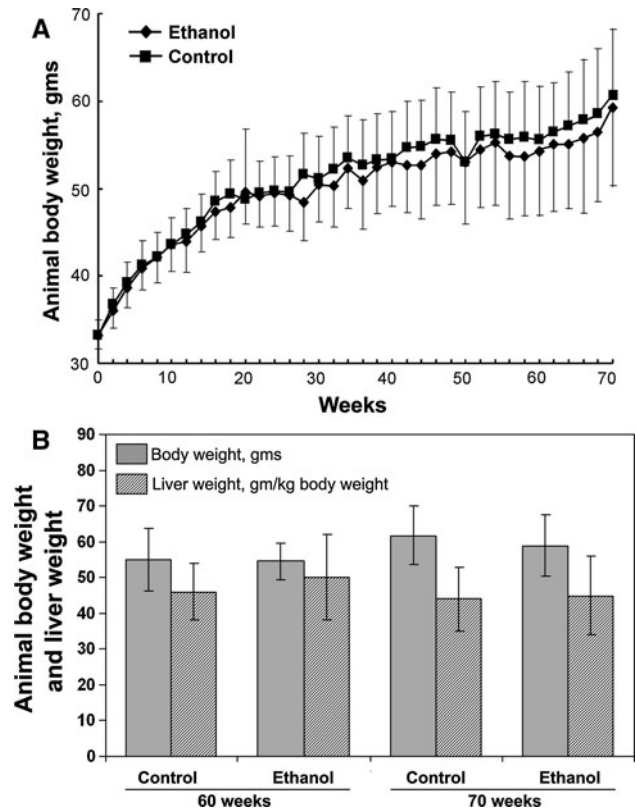 A
Ethanol
Control
Animal body weight, gms
70
60
50
40
30
0
10
20
30
40
50
60
70
Weeks
B
Body weight, gms
Liver weight, gm/kg body weight
Animal body weight
and liver weight
90
80
70
60
50
40
30
20
10
0
Control Ethanol Control Ethanol
60 weeks 70 weeks